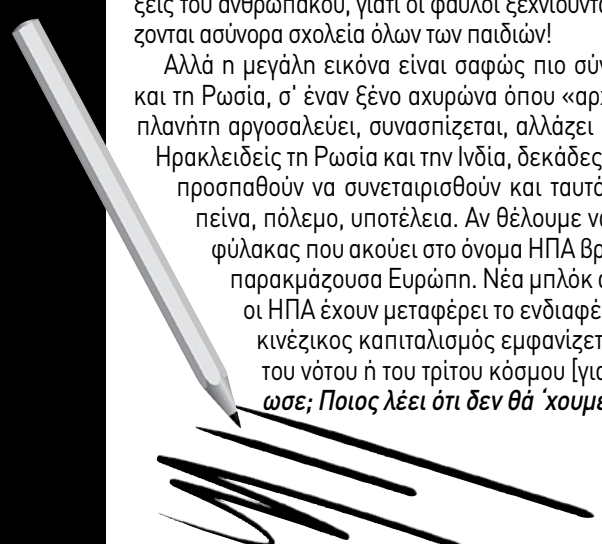 ξεις του ανθρωπάκου, γιατί οι φαύλοι ξεχνιούντα
ζονται ασύνορα σχολεία όλων των παιδιών!
Αλλά η μεγάλη εικόνα είναι σαφώς πιο σύν
και τη Ρωσία, σ' έναν ξένο αχυρώνα όπου «αρχ
πλανήτη αργοσαλεύει, συνασπίζεται, αλλάζει
Ηρακλειδείς τη Ρωσία και την Ινδία, δεκάδες
προσπαθούν να συνεταιρισθούν και ταυτό
πείνα, πόλεμο, υποτέλεια. Αν θέλουμε να
φύλακας που ακούει στο όνομα ΗΠΑ βρ
παρακμάζουσα Ευρώπη. Νέα μπλόκ α
οι ΗΠΑ έχουν μεταφέρει το ενδιαφέ
κινέζικος καπιταλισμός εμφανίζετ
του νότου ή του τρίτου κόσμου [για
ωσε; Ποιος λέει ότι δεν θά ΄χουμε